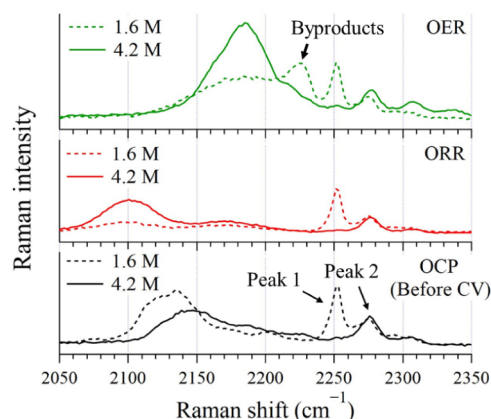 1.6 M
4.2 M
Byproducts
OER
1.6 M
4.2 M
ORR
1.6 M
4.2 M
Peak 1
Peak 2
OCP
(Before CV)
Raman intensity
2050 2100 2150 2200 2250 2300 2350
Raman shift (cm⁻¹)